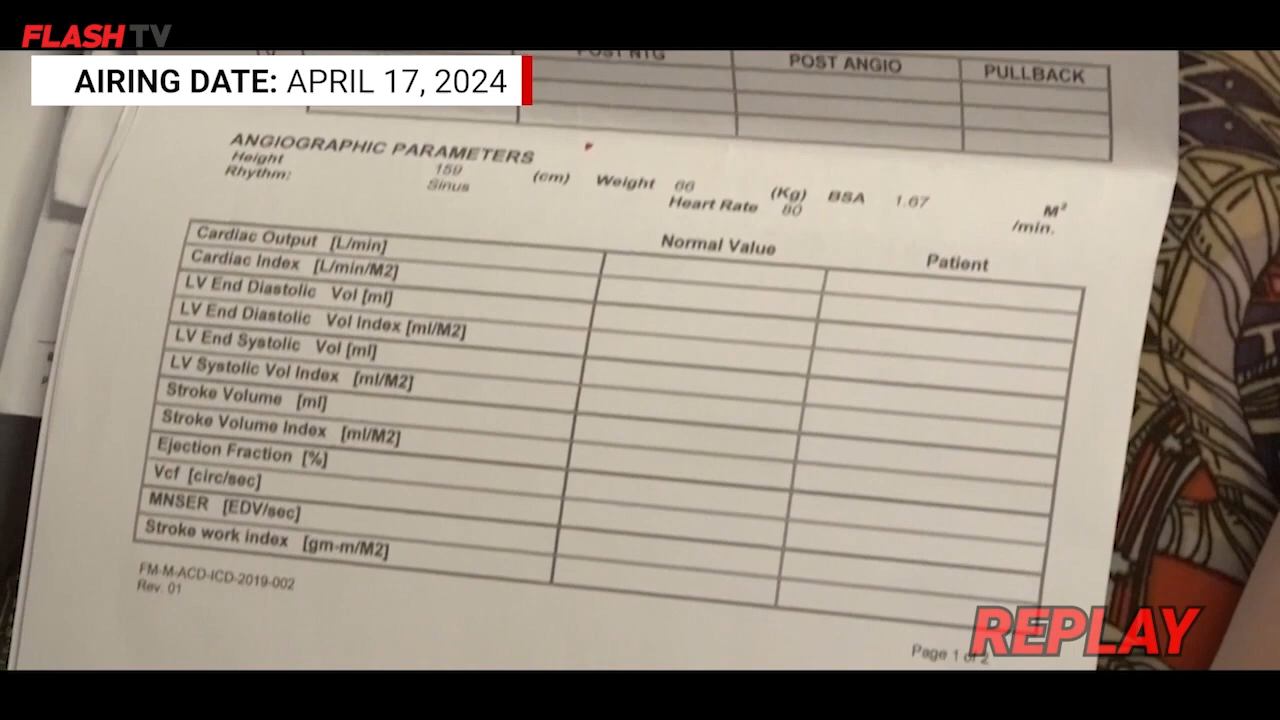 FLASH TV
AIRING DATE: APRIL 17, 2024
POST NTG POST ANGIO PULLBACK
ANGIOGRAPHIC PARAMETERS
Height 159 (cm) Weight 66 (Kg) BSA 1.67 M²
Rhythm: Sinus Heart Rate 80 /min.
Normal Value Patient
Cardiac Output [L/min]
Cardiac Index [L/min/M2]
LV End Diastolic Vol [ml]
LV End Diastolic Vol Index [ml/M2]
LV End Systolic Vol [ml]
LV Systolic Vol Index [ml/M2]
Stroke Volume [ml]
Stroke Volume Index [ml/M2]
Ejection Fraction [%]
Vcf [circ/sec]
MNSER [EDV/sec]
Stroke work index [gm-m/M2]
FM-M-ACD-ICD-2019-002
Rev. 01
Page 1 of 2
REPLAY